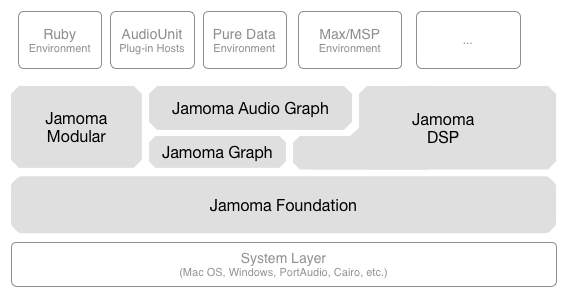 Ruby
Environment
AudioUnit
Plug-in Hosts
Pure Data
Environment
Max/MSP
Environment
...
Jamoma
Modular
Jamoma Audio Graph
Jamoma Graph
Jamoma
DSP
Jamoma Foundation
System Layer
(Mac OS, Windows, PortAudio, Cairo, etc.)